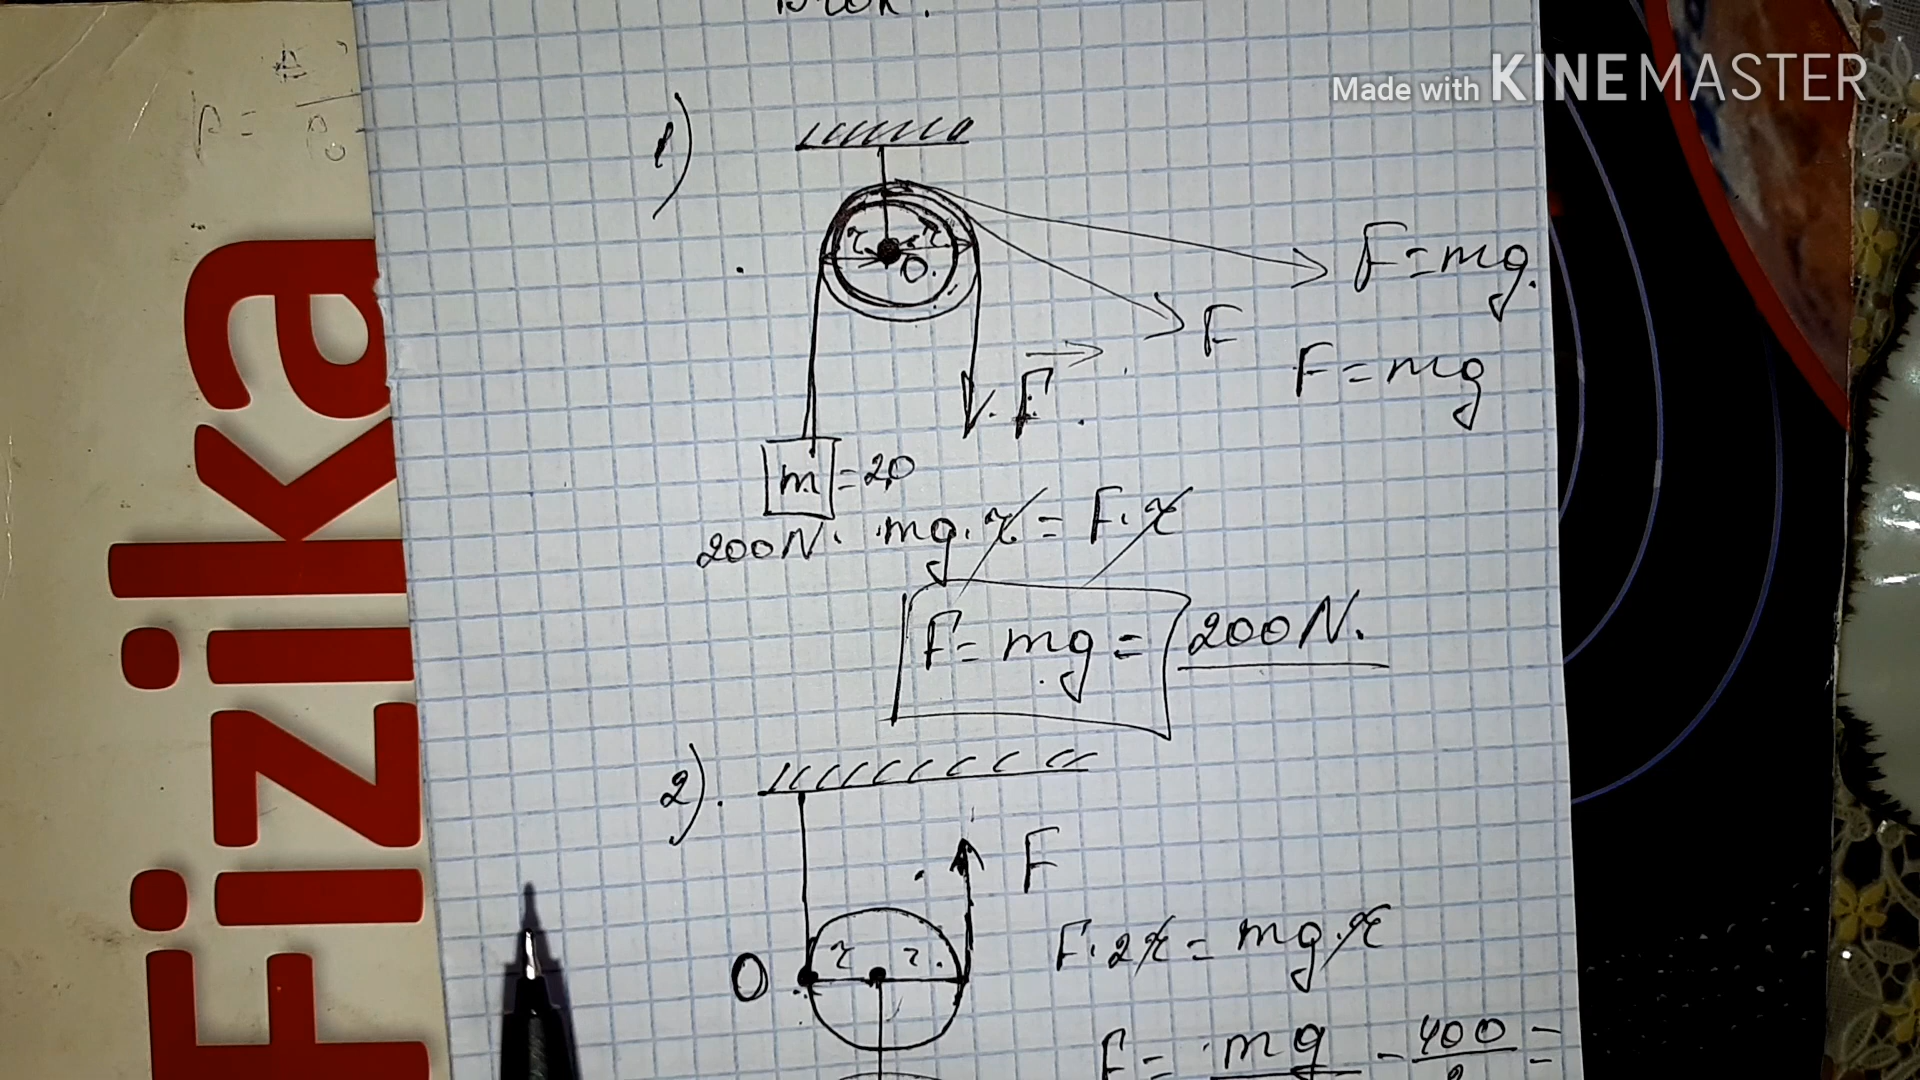 Made with KINEMASTER
Fizika
1)
r r
O
F = mg.
F
F = mg
F
m = 20
200N. mg · r = F · r
F = mg = 200N.
2).
F
O
r r
F · 2r = mg · r
F = mg = 400 =